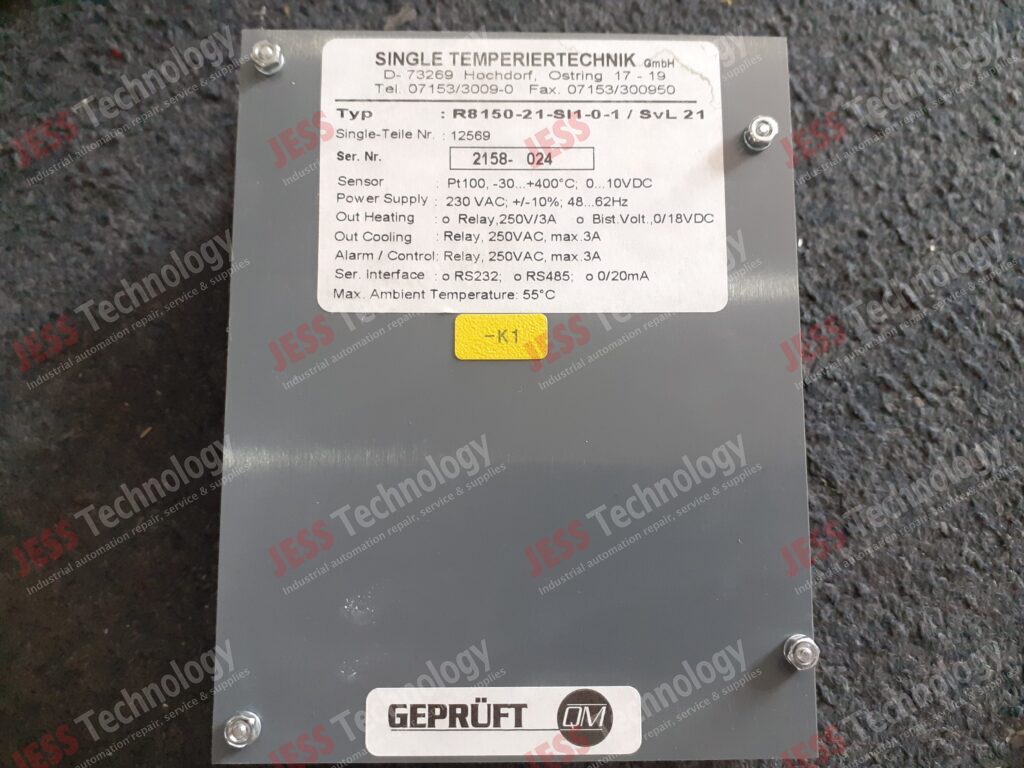 SINGLE TEMPERIERTECHNIK GmbH
D- 73269 Hochdorf, Ostring 17 - 19
Tel. 07153/3009-0 Fax. 07153/300950
Typ : R8150-21-SI1-0-1 / SvL 21
Single-Teile Nr. : 12569
Ser. Nr. 2158- 024
Sensor : Pt100, -30...+400°C; 0...10VDC
Power Supply : 230 VAC; +/-10%; 48...62Hz
Out Heating : o Relay,250V/3A o Bist.Volt.,0/18VDC
Out Cooling : Relay, 250VAC, max.3A
Alarm / Control: Relay, 250VAC, max.3A
Ser. Interface : o RS232; o RS485; o 0/20mA
Max. Ambient Temperature: 55°C
-K1
GEPRÜFT QM
JESS Technology
Industrial automation repair, service & supplies